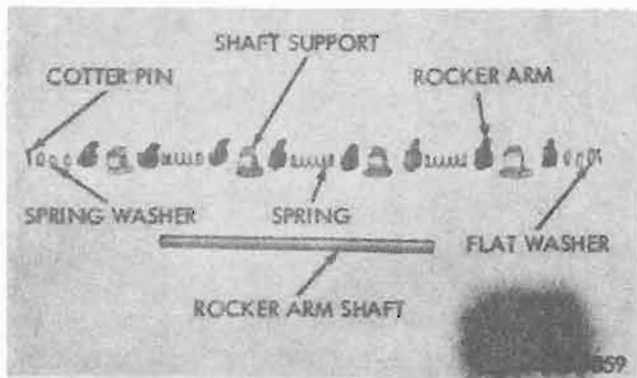 SHAFT SUPPORT
COTTER PIN
ROCKER ARM
SPRING WASHER
SPRING
FLAT WASHER
ROCKER ARM SHAFT